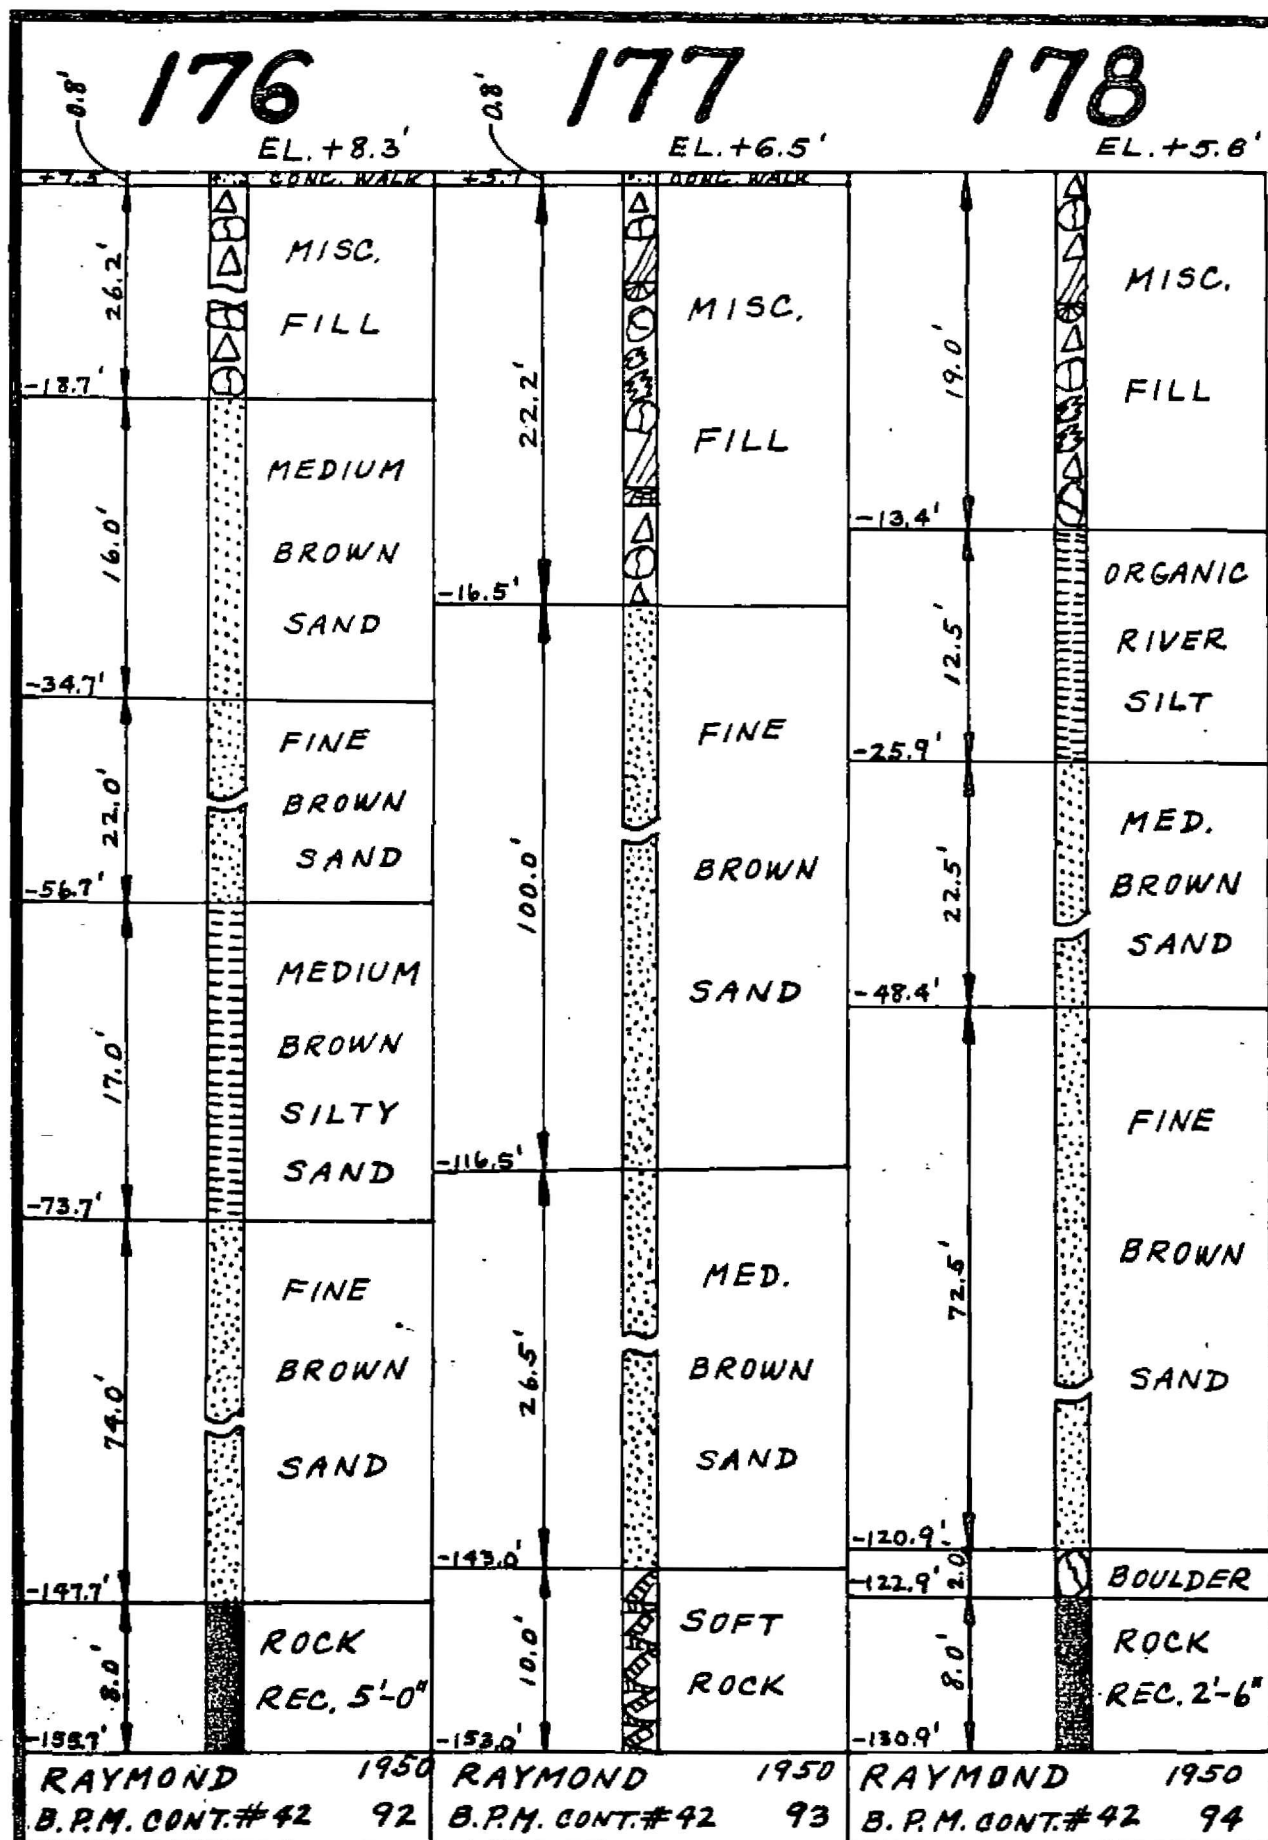 176
0.8'
EL. +8.3'
+7.5
CONC. WALK
26.2'
MISC.
FILL
-18.7'
16.0'
MEDIUM
BROWN
SAND
-34.7'
22.0'
FINE
BROWN
SAND
-56.7'
17.0'
MEDIUM
BROWN
SILTY
SAND
-73.7'
74.0'
FINE
BROWN
SAND
-147.7'
8.0'
ROCK
REC. 5'-0"
-155.7'
RAYMOND 1950
B.P.M. CONT. #42 92
177
0.8'
EL. +6.5'
+5.7
CONC. WALK
22.2'
MISC.
FILL
-16.5'
100.0'
FINE
BROWN
SAND
-116.5'
26.5'
MED.
BROWN
SAND
-143.0'
10.0'
SOFT
ROCK
-153.0'
RAYMOND 1950
B.P.M. CONT. #42 93
178
EL. +5.6'
19.0'
MISC.
FILL
-13.4'
12.5'
ORGANIC
RIVER
SILT
-25.9'
22.5'
MED.
BROWN
SAND
-48.4'
72.5'
FINE
BROWN
SAND
-120.9'
2.0'
BOULDER
-122.9'
8.0'
ROCK
REC. 2'-6"
-130.9'
RAYMOND 1950
B.P.M. CONT. #42 94